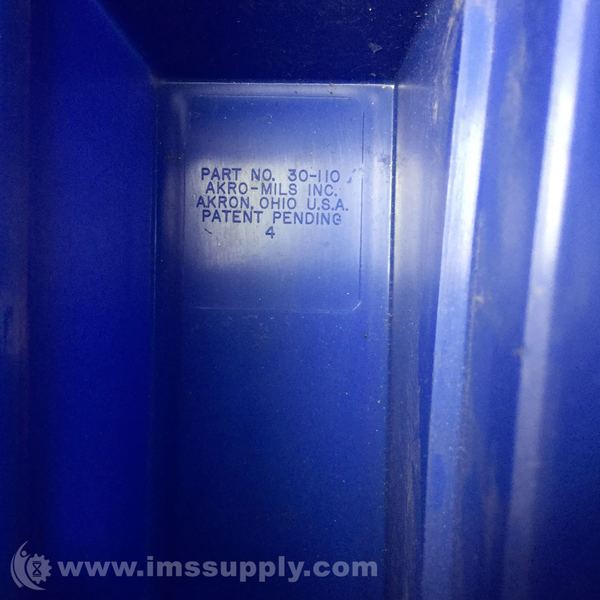 PART NO. 30-110
AKRO-MILS INC.
AKRON, OHIO U.S.A.
PATENT PENDING
4
www.imssupply.com